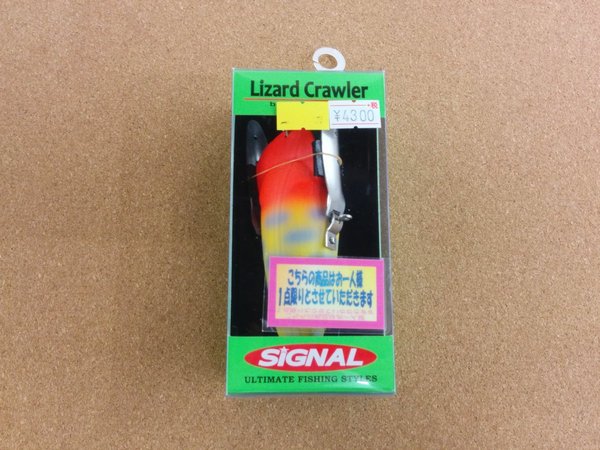 Lizard Crawler
+税
¥4300
こちらの商品はお一人様
1点限りとさせていただきます
SIGNAL
ULTIMATE FISHING STYLES